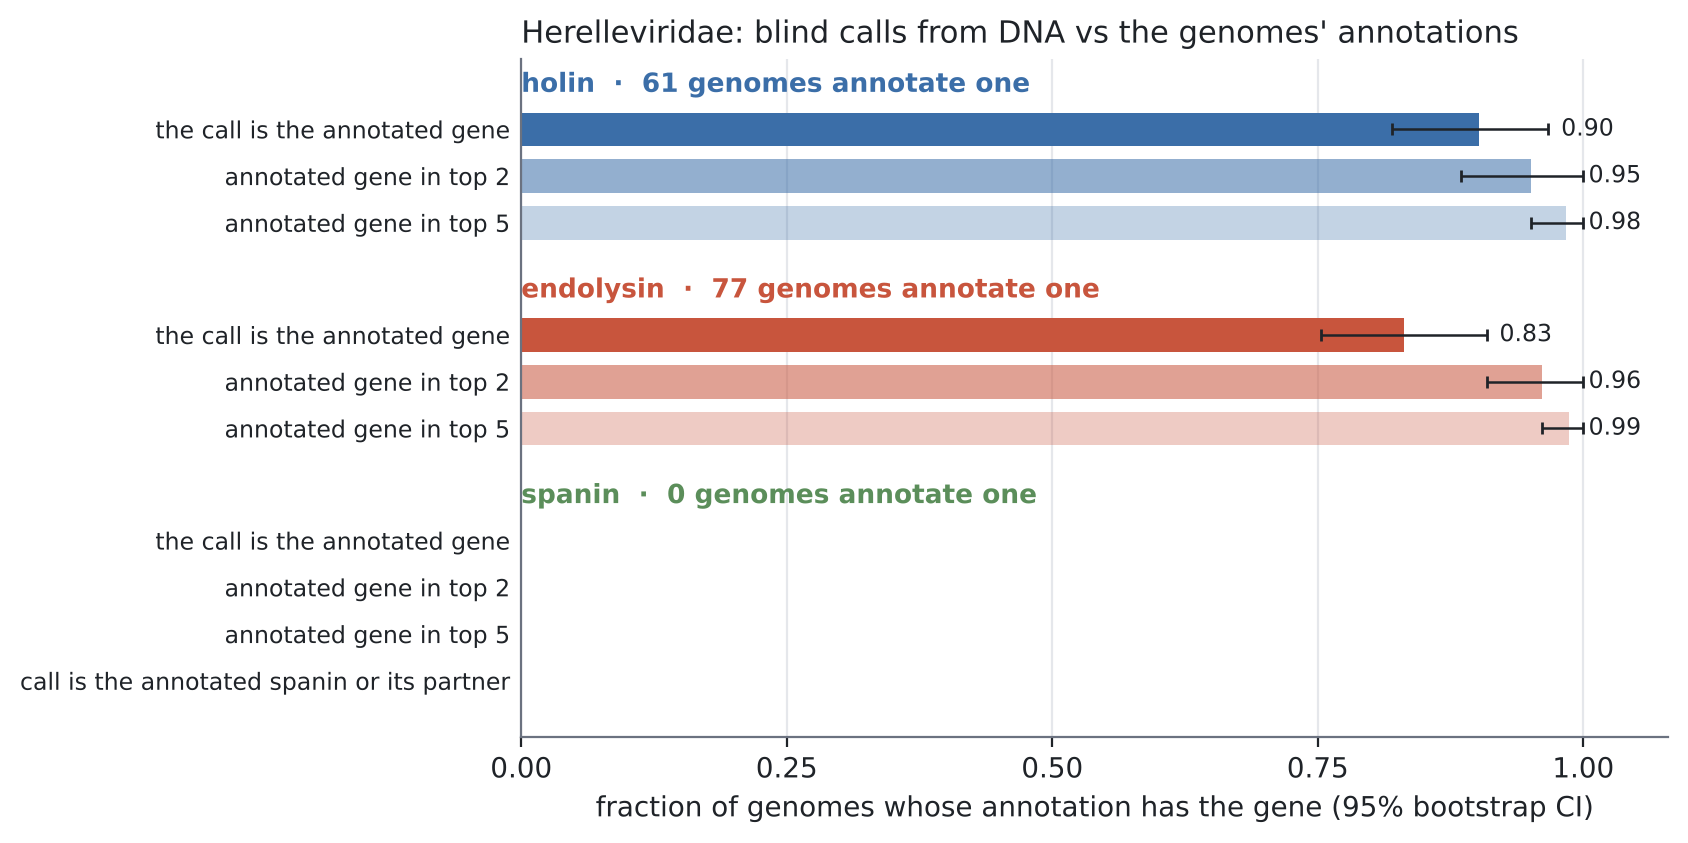 Herelleviridae: blind calls from DNA vs the genomes' annotations
holin · 61 genomes annotate one
the call is the annotated gene 0.90
annotated gene in top 2 0.95
annotated gene in top 5 0.98
endolysin · 77 genomes annotate one
the call is the annotated gene 0.83
annotated gene in top 2 0.96
annotated gene in top 5 0.99
spanin · 0 genomes annotate one
the call is the annotated gene
annotated gene in top 2
annotated gene in top 5
call is the annotated spanin or its partner
0.00 0.25 0.50 0.75 1.00
fraction of genomes whose annotation has the gene (95% bootstrap CI)